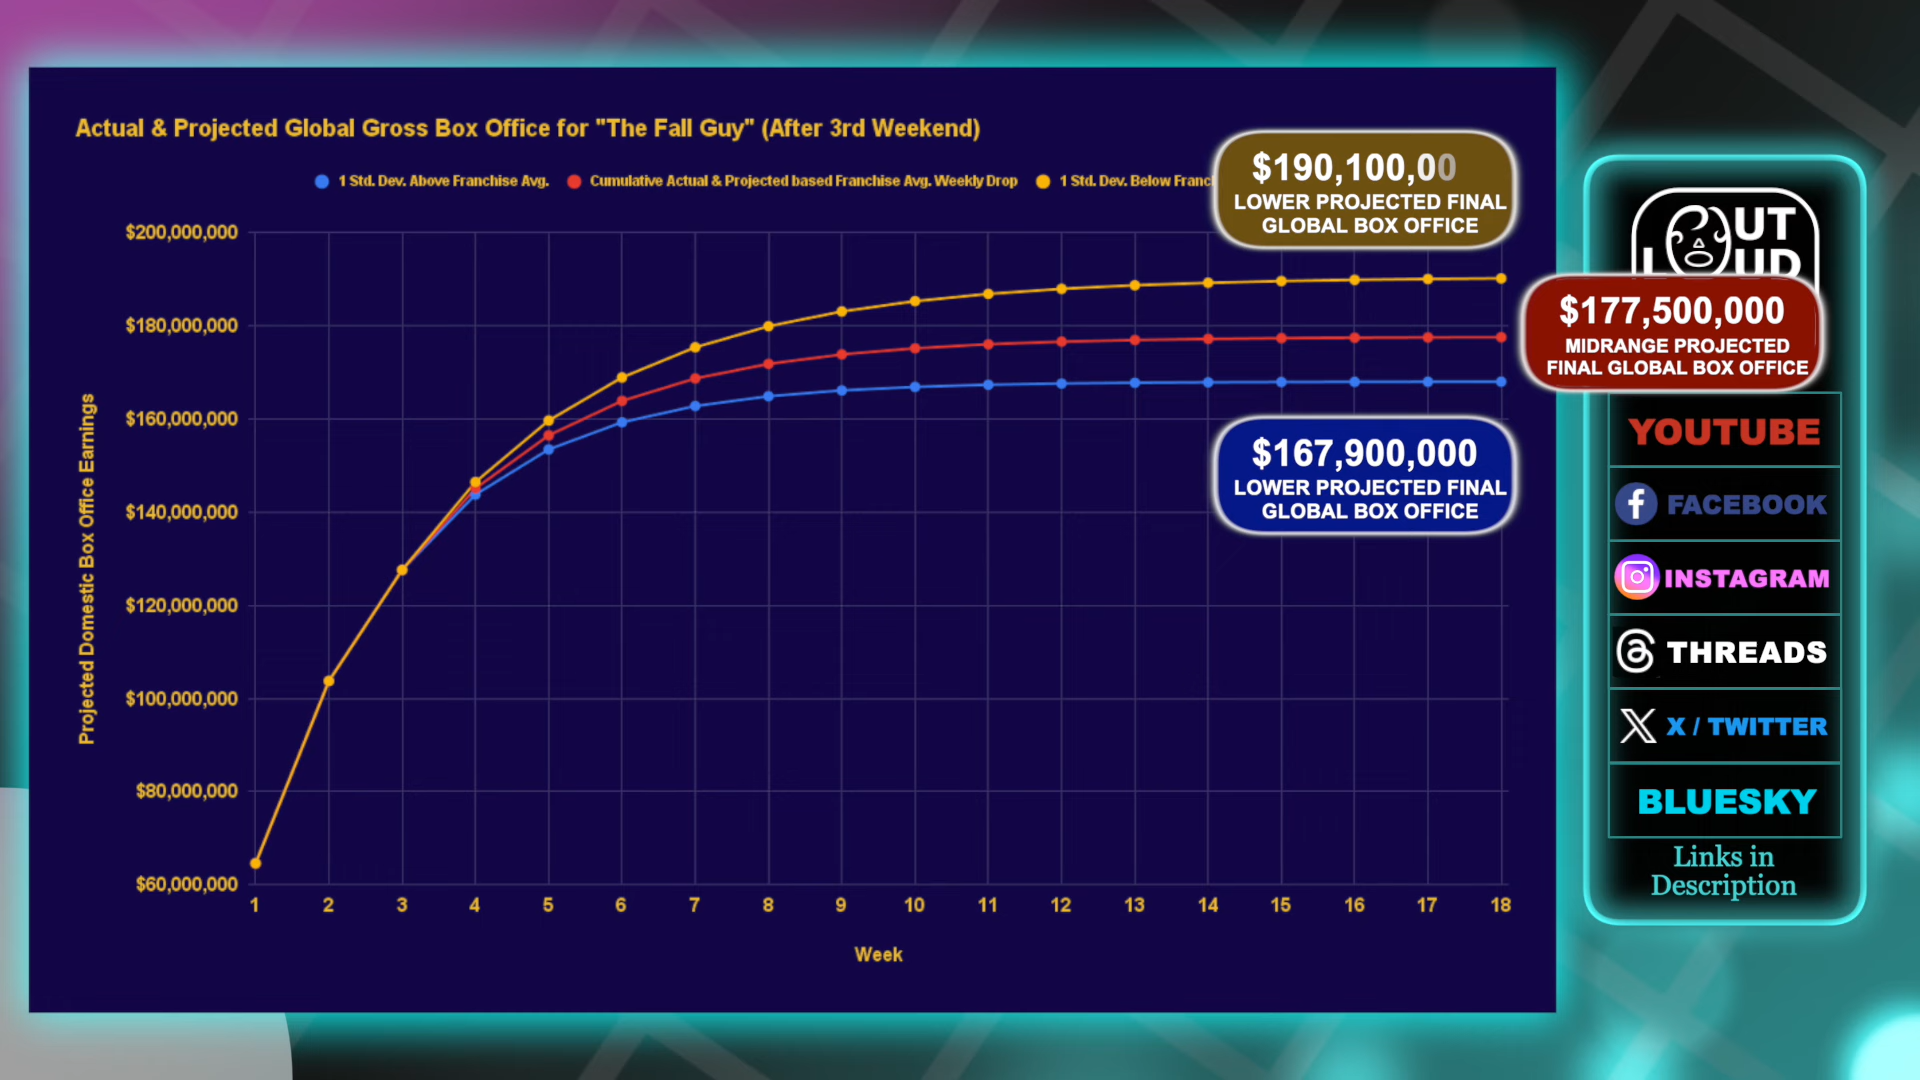 Actual & Projected Global Gross Box Office for "The Fall Guy" (After 3rd Weekend)
1 Std. Dev. Above Franchise Avg.
Cumulative Actual & Projected based Franchise Avg. Weekly Drop
1 Std. Dev. Below
$190,100,00
LOWER PROJECTED FINAL
GLOBAL BOX OFFICE
$177,500,000
MIDRANGE PROJECTED
FINAL GLOBAL BOX OFFICE
$167,900,000
LOWER PROJECTED FINAL
GLOBAL BOX OFFICE
Projected Domestic Box Office Earnings
$200,000,000
$180,000,000
$160,000,000
$140,000,000
$120,000,000
$100,000,000
$80,000,000
$60,000,000
1 2 3 4 5 6 7 8 9 10 11 12 13 14 15 16 17 18
Week
OUT
LOUD
YOUTUBE
FACEBOOK
INSTAGRAM
THREADS
X / TWITTER
BLUESKY
Links in
Description